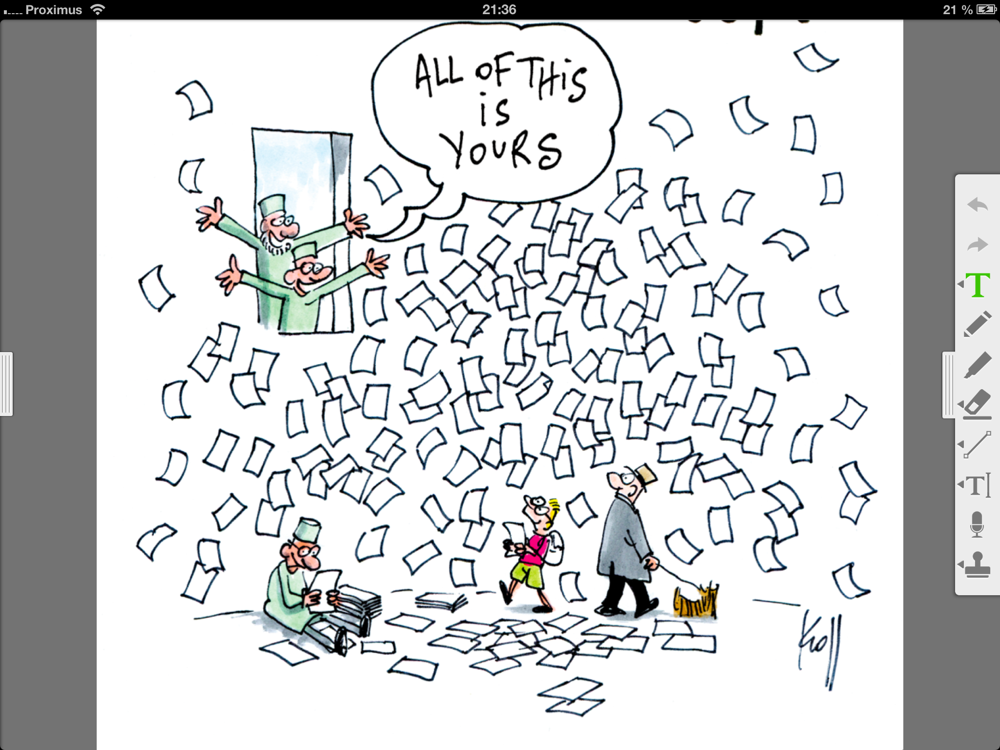 Proximus
21:36
21 %
ALL OF THiS
iS
YOURS
T
T
Kroll